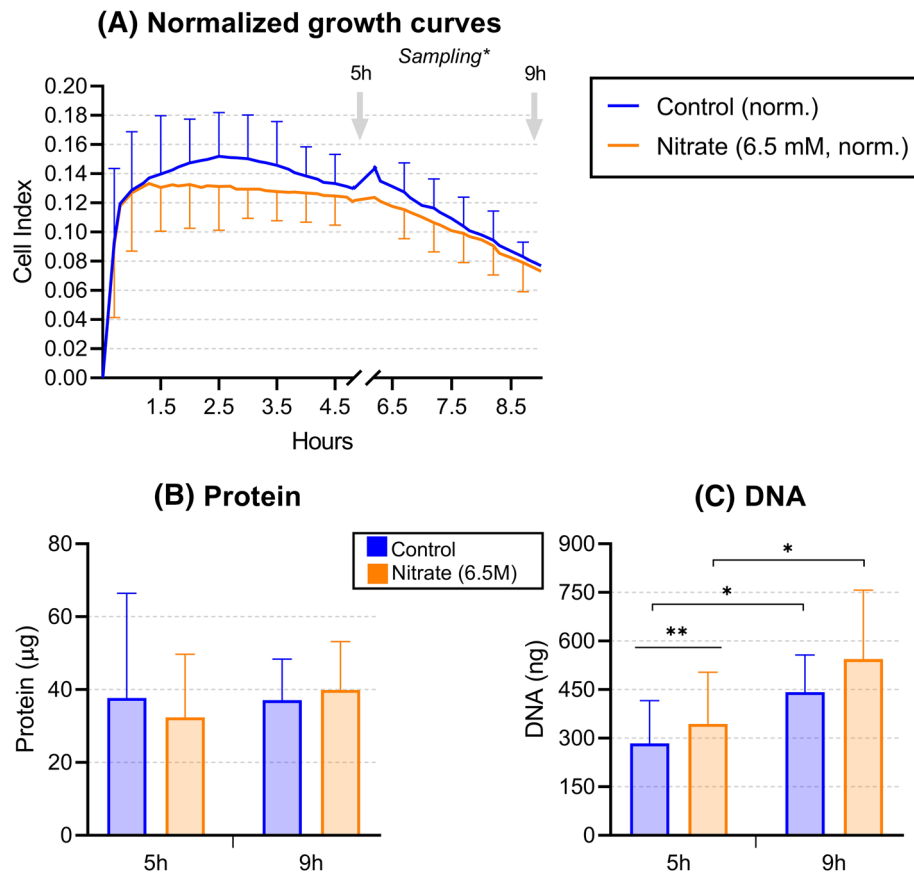 (A) Normalized growth curves
Sampling*
5h
9h
0.20
0.18
0.16
0.14
0.12
0.10
0.08
0.06
0.04
0.02
0.00
Cell Index
1.5
2.5
3.5
4.5
6.5
7.5
8.5
Hours
Control (norm.)
Nitrate (6.5 mM, norm.)
(B) Protein
80
60
40
20
0
Protein (μg)
5h
9h
Control
Nitrate (6.5M)
(C) DNA
900
750
600
450
300
150
0
DNA (ng)
*
*
**
5h
9h